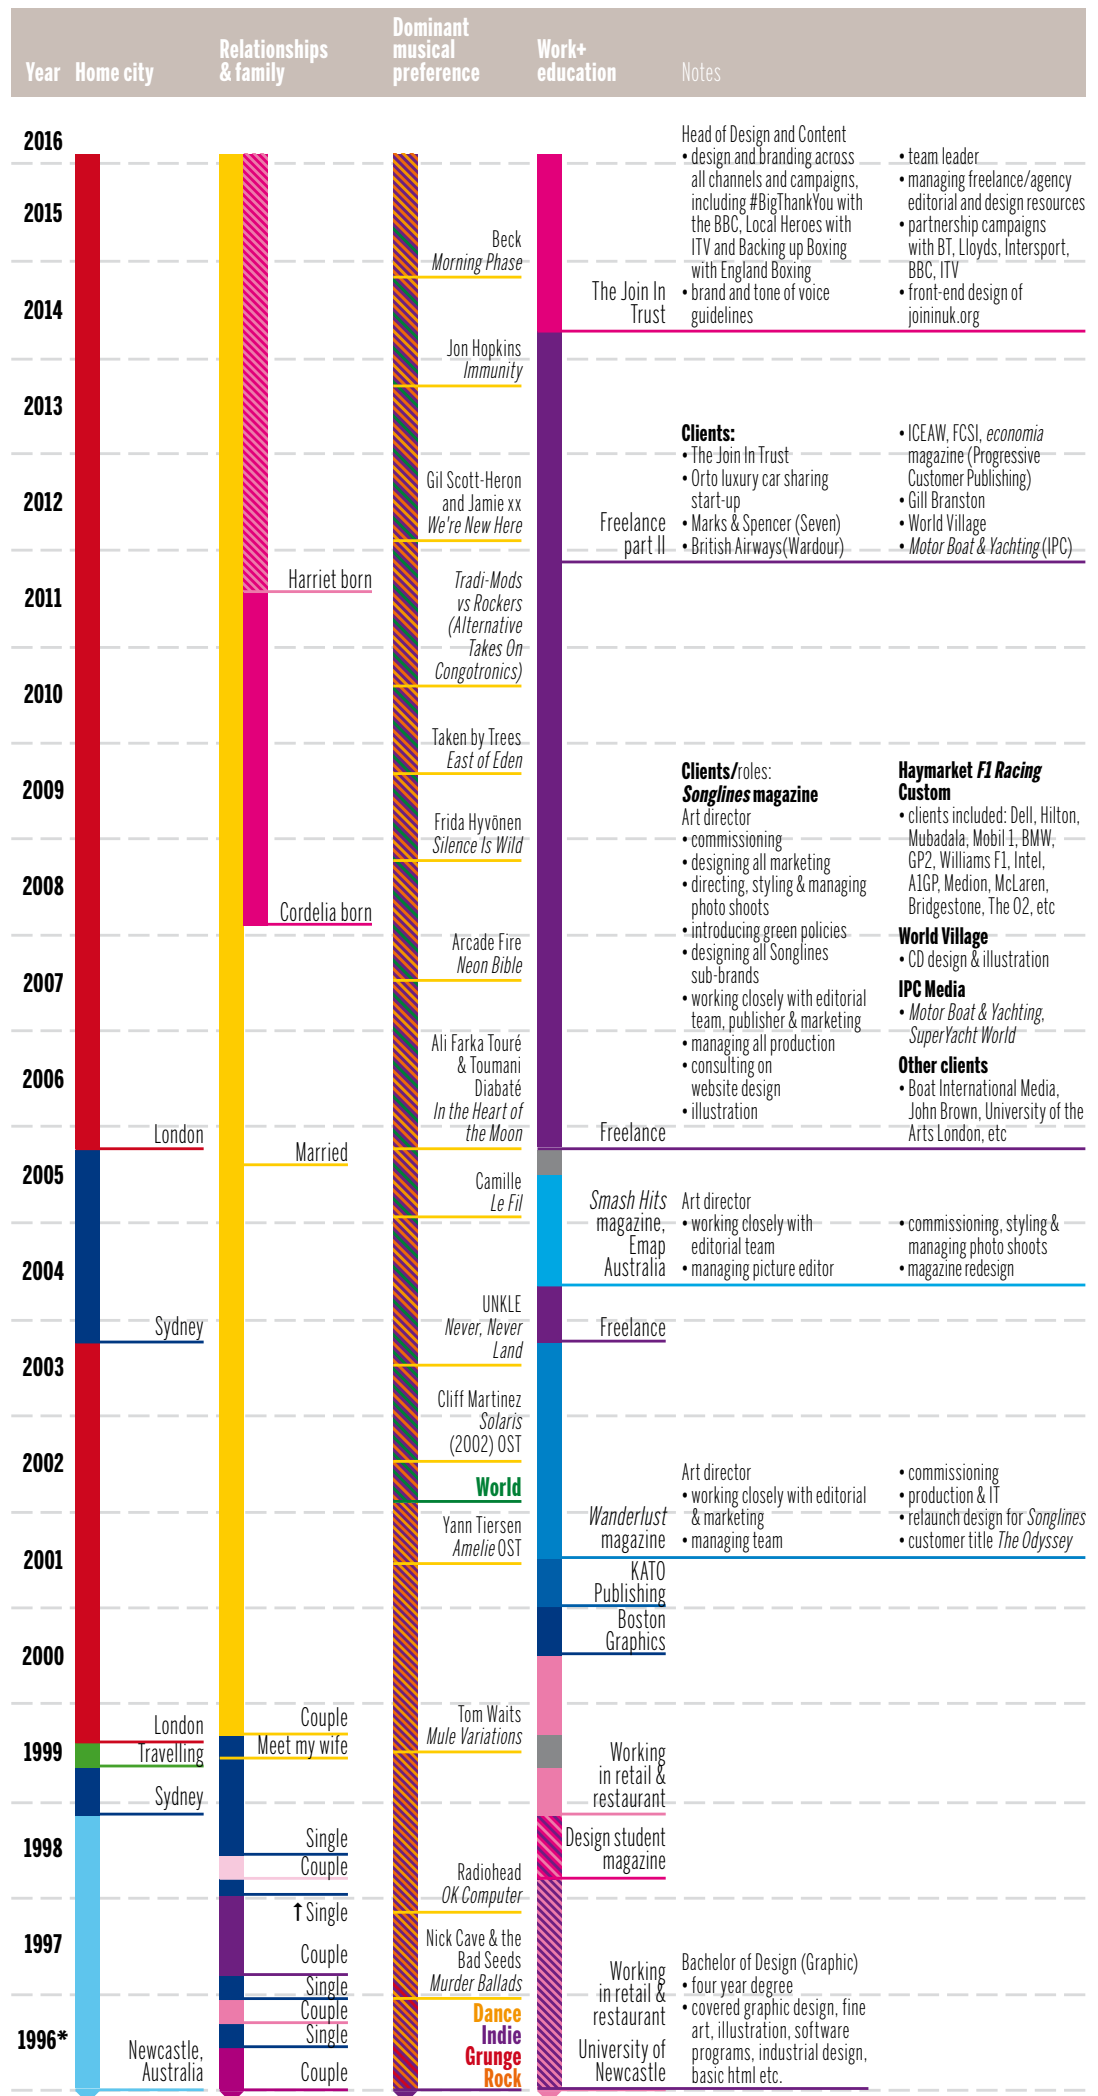 Year
Home city
Relationships
& family
Dominant
musical
preference
Work+
education
Notes
2016
2015
2014
2013
2012
2011
2010
2009
2008
2007
2006
2005
2004
2003
2002
2001
2000
1999
1998
1997
1996*
London
Sydney
London
Travelling
Sydney
Newcastle,
Australia
Harriet born
Cordelia born
Married
Couple
Meet my wife
Single
Couple
↑ Single
Couple
Single
Couple
Single
Couple
Beck
Morning Phase
Jon Hopkins
Immunity
Gil Scott-Heron
and Jamie xx
We're New Here
Tradi-Mods
vs Rockers
(Alternative
Takes On
Congotronics)
Taken by Trees
East of Eden
Frida Hyvönen
Silence Is Wild
Arcade Fire
Neon Bible
Ali Farka Touré
& Toumani
Diabaté
In the Heart of
the Moon
Camille
Le Fil
UNKLE
Never, Never
Land
Cliff Martinez
Solaris
(2002) OST
World
Yann Tiersen
Amelie OST
Tom Waits
Mule Variations
Radiohead
OK Computer
Nick Cave & the
Bad Seeds
Murder Ballads
Dance
Indie
Grunge
Rock
The Join In
Trust
Head of Design and Content
• design and branding across
all channels and campaigns,
including #BigThankYou with
the BBC, Local Heroes with
ITV and Backing up Boxing
with England Boxing
• brand and tone of voice
guidelines
• team leader
• managing freelance/agency
editorial and design resources
• partnership campaigns
with BT, Lloyds, Intersport,
BBC, ITV
• front-end design of
joininuk.org
Freelance
part II
Clients:
• The Join In Trust
• Orto luxury car sharing
start-up
• Marks & Spencer (Seven)
• British Airways(Wardour)
• ICEAW, FCSI, economia
magazine (Progressive
Customer Publishing)
• Gill Branston
• World Village
• Motor Boat & Yachting (IPC)
Freelance
Clients/roles:
Songlines magazine
Art director
• commissioning
• designing all marketing
• directing, styling & managing
photo shoots
• introducing green policies
• designing all Songlines
sub-brands
• working closely with editorial
team, publisher & marketing
• managing all production
• consulting on
website design
• illustration
Haymarket F1 Racing
Custom
• clients included: Dell, Hilton,
Mubadala, Mobil 1, BMW,
GP2, Williams F1, Intel,
A1GP, Medion, McLaren,
Bridgestone, The O2, etc
World Village
• CD design & illustration
IPC Media
• Motor Boat & Yachting,
SuperYacht World
Other clients
• Boat International Media,
John Brown, University of the
Arts London, etc
Smash Hits
magazine,
Emap
Australia
Art director
• working closely with
editorial team
• managing picture editor
• commissioning, styling &
managing photo shoots
• magazine redesign
Freelance
Wanderlust
magazine
Art director
• working closely with editorial
& marketing
• managing team
• commissioning
• production & IT
• relaunch design for Songlines
• customer title The Odyssey
KATO
Publishing
Boston
Graphics
Working
in retail &
restaurant
Design student
magazine
Working
in retail &
restaurant
University of
Newcastle
Bachelor of Design (Graphic)
• four year degree
• covered graphic design, fine
art, illustration, software
programs, industrial design,
basic html etc.